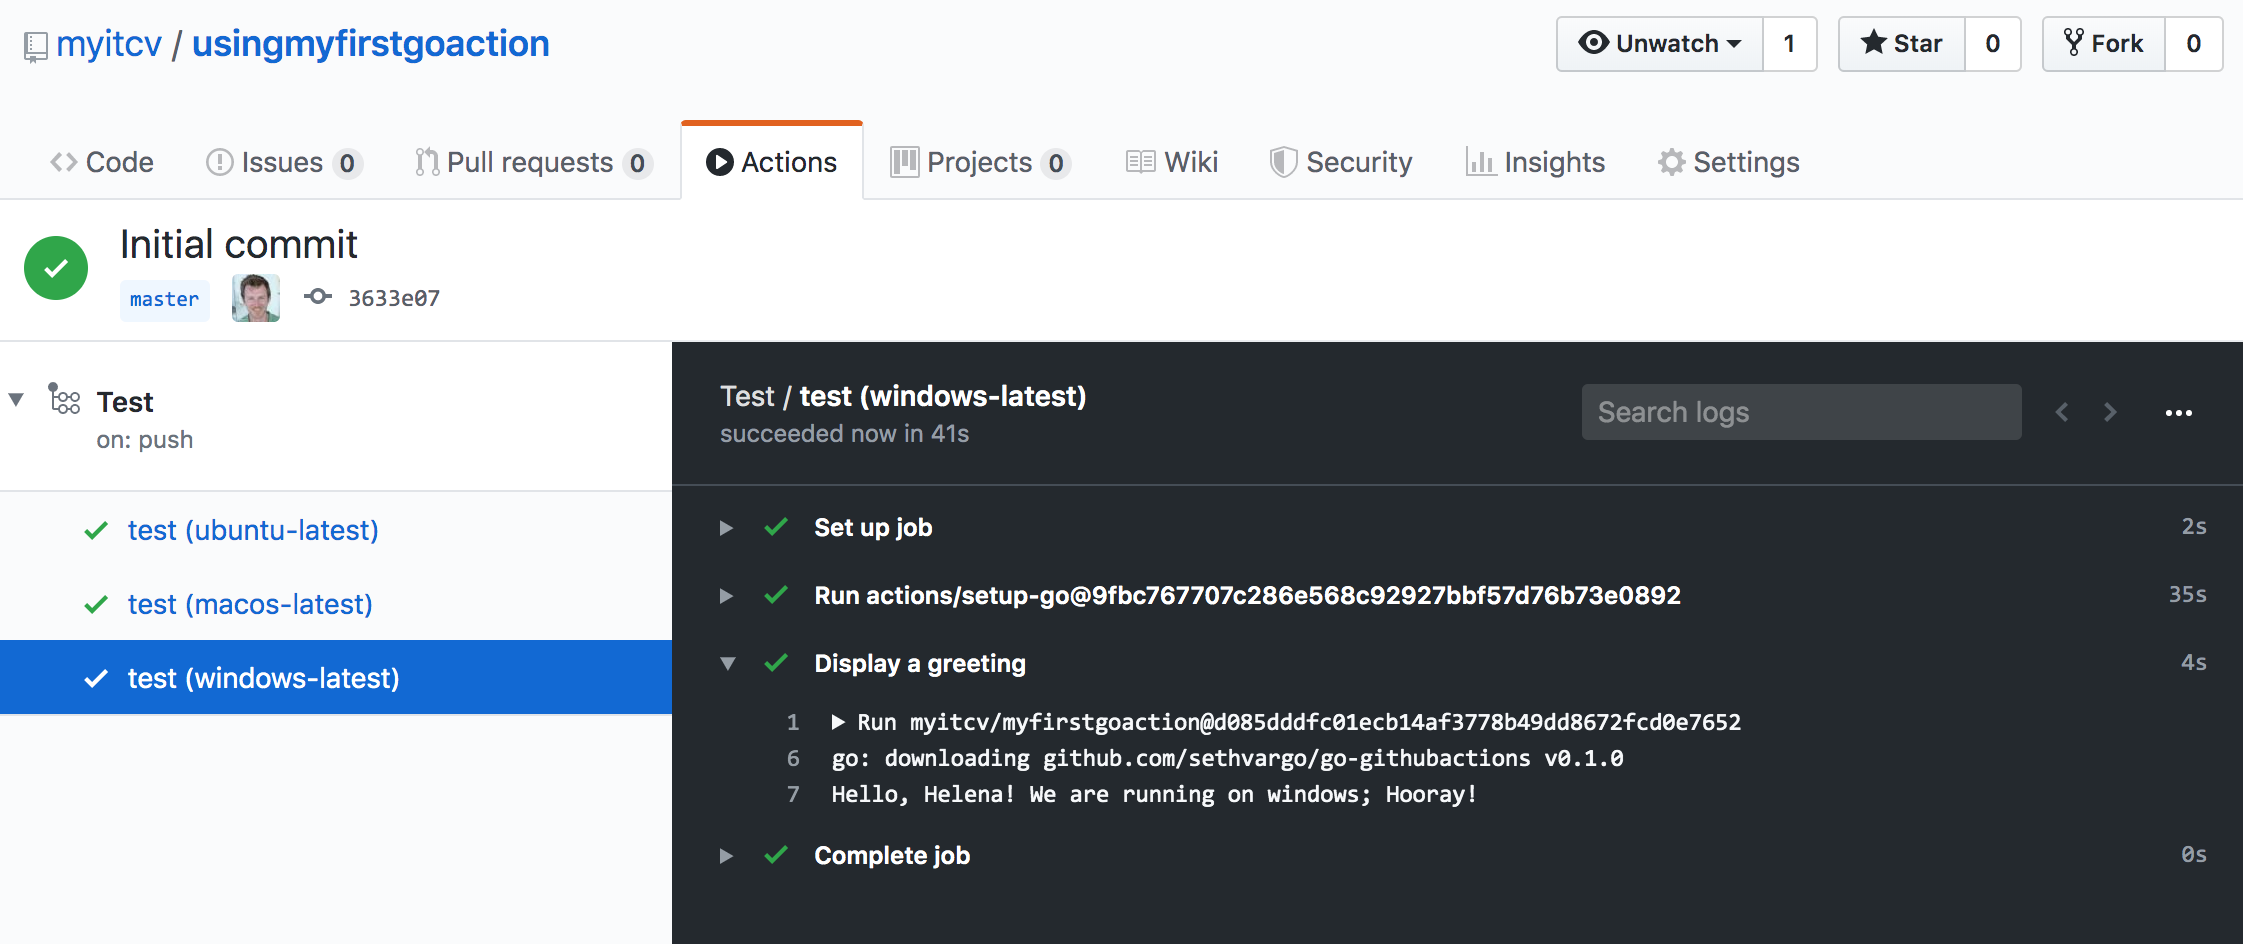 myitcv / usingmyfirstgoaction
Unwatch 1 Star 0 Fork 0
Code Issues 0 Pull requests 0 Actions Projects 0 Wiki Security Insights Settings
Initial commit
master 3633e07
Test
on: push
test (ubuntu-latest)
test (macos-latest)
test (windows-latest)
Test / test (windows-latest)
succeeded now in 41s
Search logs
Set up job 2s
Run actions/setup-go@9fbc767707c286e568c92927bbf57d76b73e0892 35s
Display a greeting 4s
1 Run myitcv/myfirstgoaction@d085dddfc01ecb14af3778b49dd8672fcd0e7652
6 go: downloading github.com/sethvargo/go-githubactions v0.1.0
7 Hello, Helena! We are running on windows; Hooray!
Complete job 0s